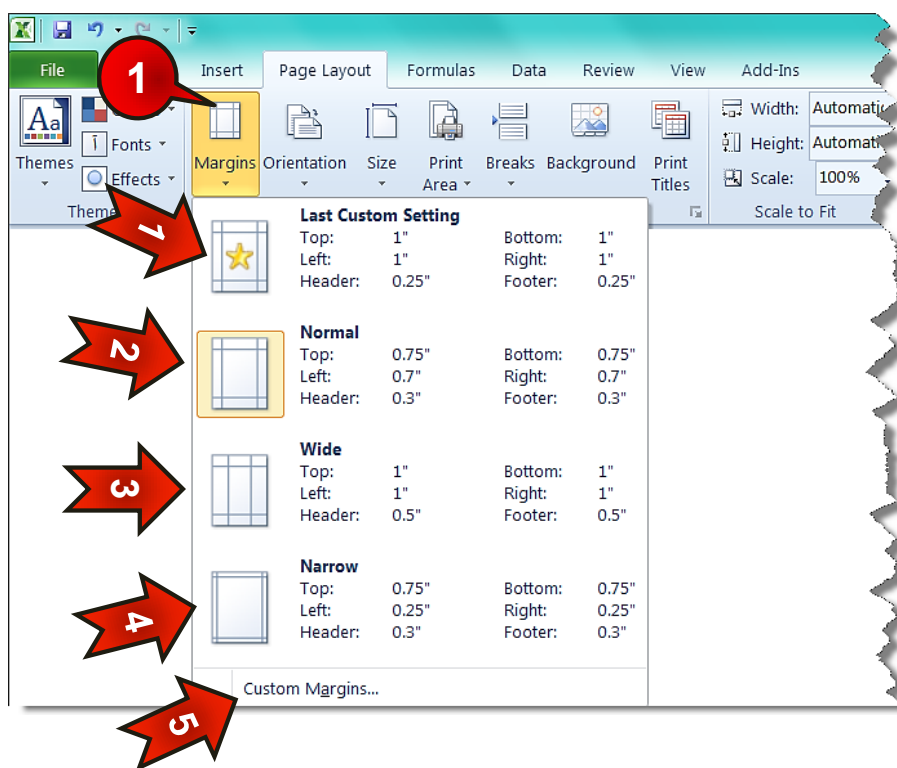 File Insert Page Layout Formulas Data Review View Add-Ins
1
Aa
Fonts
Effects
Themes
Margins Orientation Size Print Area Breaks Background Print Titles
Width: Automatic
Height:
Scale: 100%
Scale to Fit
1
Last Custom Setting
Top: 1" Bottom: 1"
Left: 1" Right: 1"
Header: 0.25" Footer: 0.25"
2
Normal
Top: 0.75" Bottom: 0.75"
Left: 0.7" Right: 0.7"
Header: 0.3" Footer: 0.3"
3
Wide
Top: 1" Bottom: 1"
Left: 1" Right: 1"
Header: 0.5" Footer: 0.5"
4
Narrow
Top: 0.75" Bottom: 0.75"
Left: 0.25" Right: 0.25"
Header: 0.3" Footer: 0.3"
5
Custom Margins...